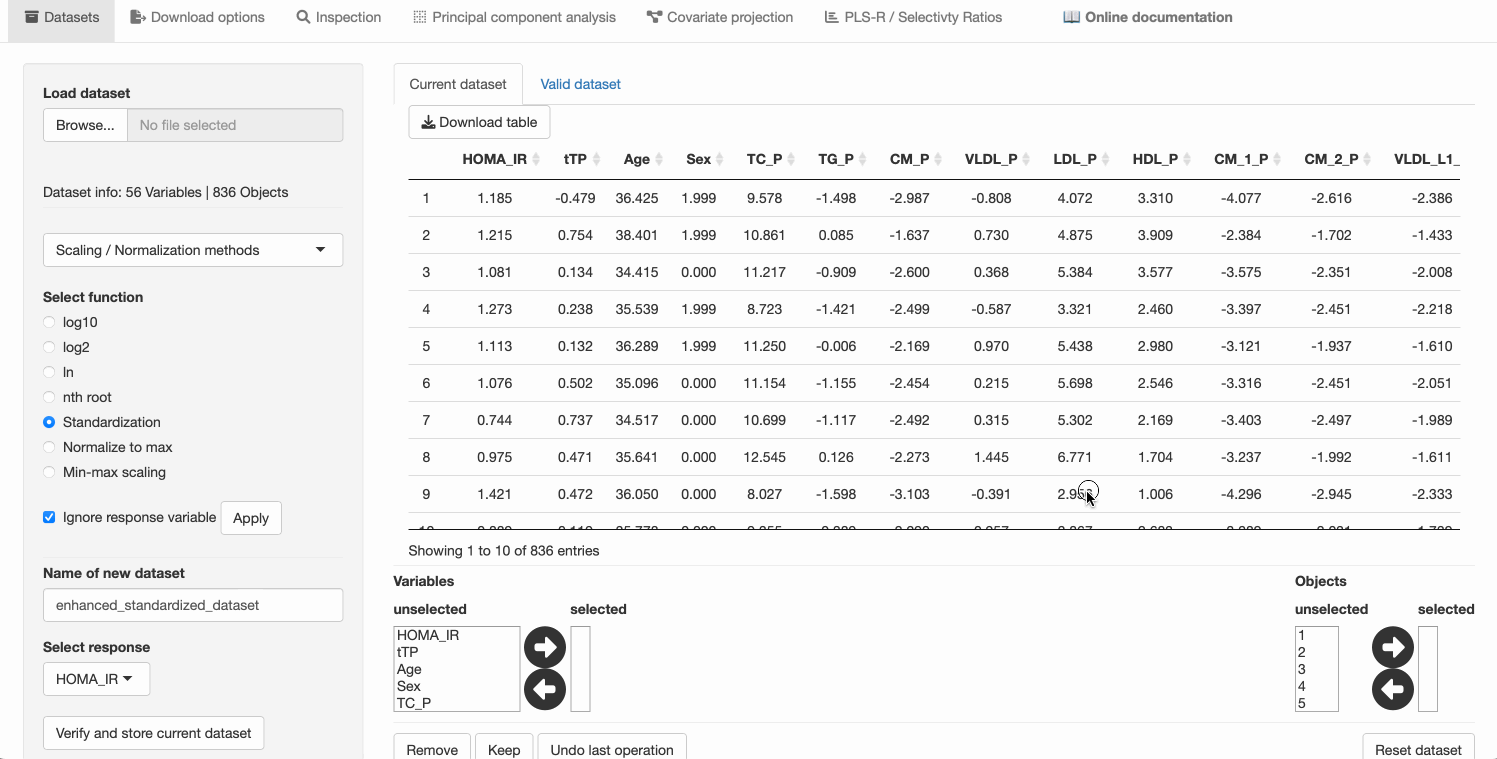 Datasets Download options Inspection Principal component analysis Covariate projection PLS-R / Selectivty Ratios Online documentation
Load dataset
Browse... No file selected
Dataset info: 56 Variables | 836 Objects
Scaling / Normalization methods
Select function
log10
log2
ln
nth root
Standardization
Normalize to max
Min-max scaling
Ignore response variable Apply
Name of new dataset
enhanced_standardized_dataset
Select response
HOMA_IR
Verify and store current dataset
Current dataset Valid dataset
Download table
HOMA_IR tTP Age Sex TC_P TG_P CM_P VLDL_P LDL_P HDL_P CM_1_P CM_2_P VLDL_L1_
1 1.185 -0.479 36.425 1.999 9.578 -1.498 -2.987 -0.808 4.072 3.310 -4.077 -2.616 -2.386
2 1.215 0.754 38.401 1.999 10.861 0.085 -1.637 0.730 4.875 3.909 -2.384 -1.702 -1.433
3 1.081 0.134 34.415 0.000 11.217 -0.909 -2.600 0.368 5.384 3.577 -3.575 -2.351 -2.008
4 1.273 0.238 35.539 1.999 8.723 -1.421 -2.499 -0.587 3.321 2.460 -3.397 -2.451 -2.218
5 1.113 0.132 36.289 1.999 11.250 -0.006 -2.169 0.970 5.438 2.980 -3.121 -1.937 -1.610
6 1.076 0.502 35.096 0.000 11.154 -1.155 -2.454 0.215 5.698 2.546 -3.316 -2.451 -2.051
7 0.744 0.737 34.517 0.000 10.699 -1.117 -2.492 0.315 5.302 2.169 -3.403 -2.497 -1.989
8 0.975 0.471 35.641 0.000 12.545 0.126 -2.273 1.445 6.771 1.704 -3.237 -1.992 -1.611
9 1.421 0.472 36.050 0.000 8.027 -1.598 -3.103 -0.391 1.006 -4.296 -2.945 -2.333
Showing 1 to 10 of 836 entries
Variables
unselected selected
HOMA_IR
tTP
Age
Sex
TC_P
Objects
unselected selected
1
2
3
4
5
Remove Keep Undo last operation Reset dataset